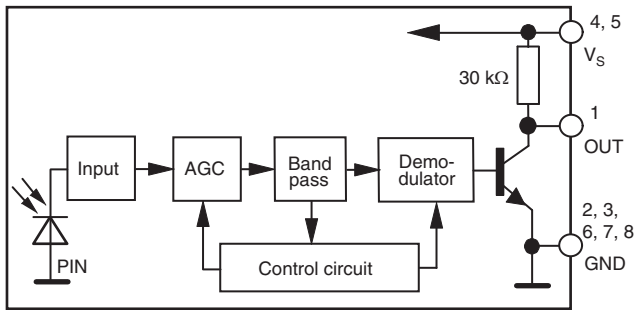 4, 5
V_S
30 kΩ
1
OUT
Input
AGC
Band
pass
Demo-
dulator
2, 3,
6, 7, 8
GND
PIN
Control circuit